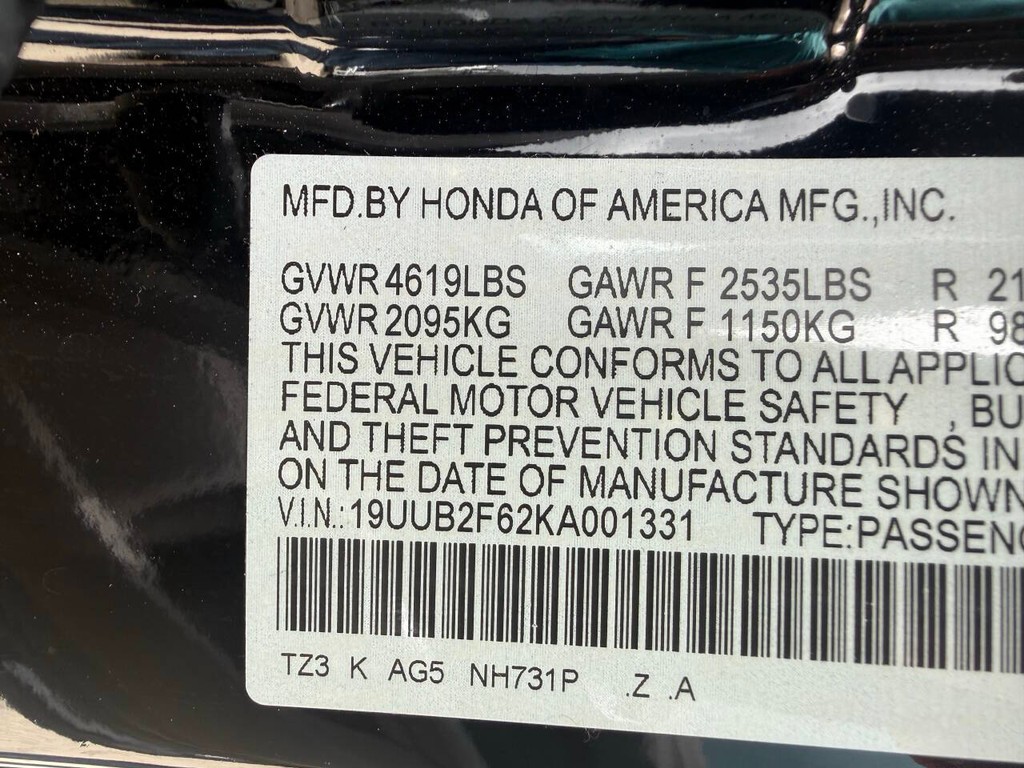 MFD.BY HONDA OF AMERICA MFG.,INC.
GVWR 4619LBS GAWR F 2535LBS R 21
GVWR 2095KG GAWR F 1150KG R 98
THIS VEHICLE CONFORMS TO ALL APPLIC
FEDERAL MOTOR VEHICLE SAFETY , BU
AND THEFT PREVENTION STANDARDS IN
ON THE DATE OF MANUFACTURE SHOWN
V.I.N.:19UUB2F62KA001331 TYPE:PASSENG
TZ3 K AG5 NH731P .Z .A